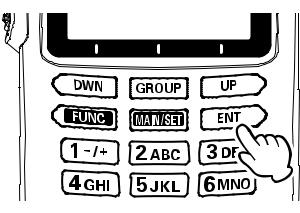 DWN GROUP UP
FUNC MAIN/SET ENT
1 -/+ 2 ABC 3 DE
4 GHI 5 JKL 6 MNO